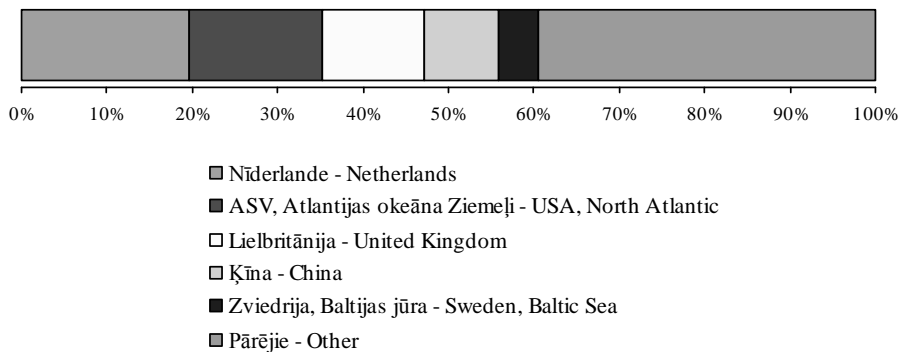 0% 10% 20% 30% 40% 50% 60% 70% 80% 90% 100%
Nīderlande - Netherlands
ASV, Atlantijas okeāna Ziemeļi - USA, North Atlantic
Lielbritānija - United Kingdom
Ķīna - China
Zviedrija, Baltijas jūra - Sweden, Baltic Sea
Pārējie - Other